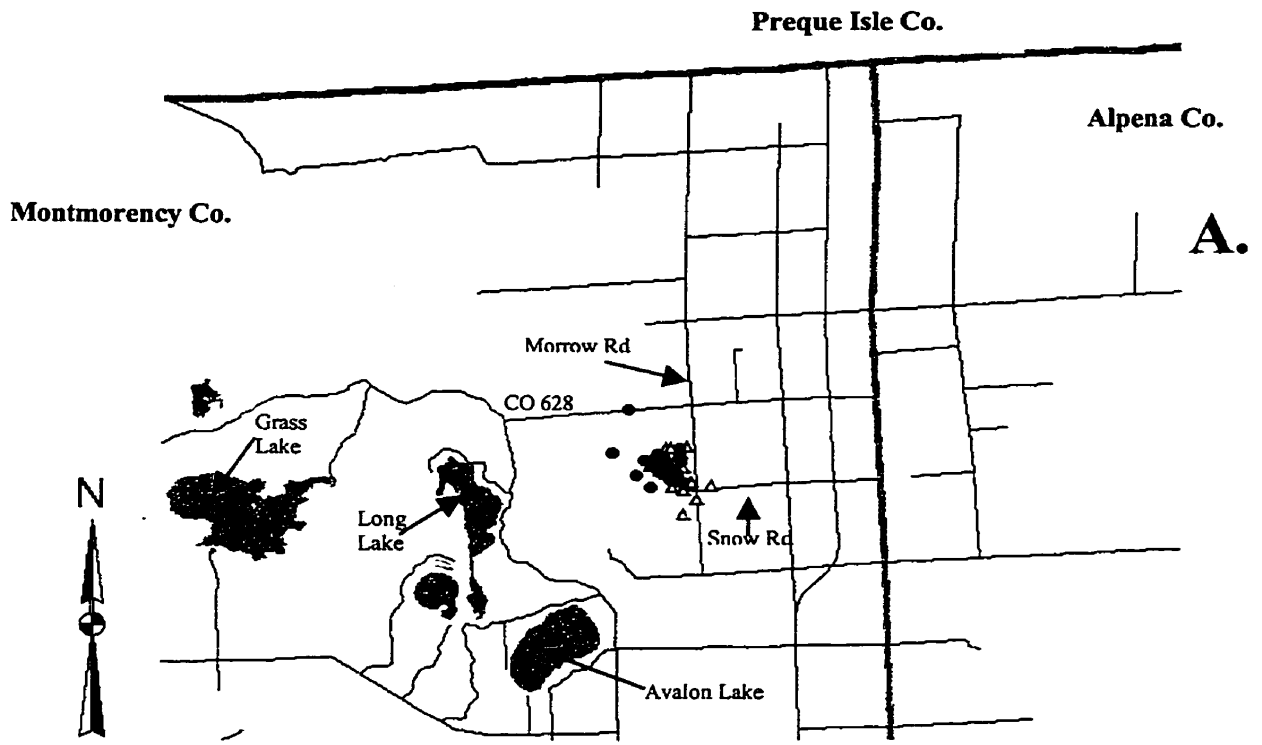 Preque Isle Co.
Alpena Co.
Montmorency Co.
A.
Morrow Rd
CO 628
Grass
Lake
N
Long
Lake
Snow Rd
Avalon Lake